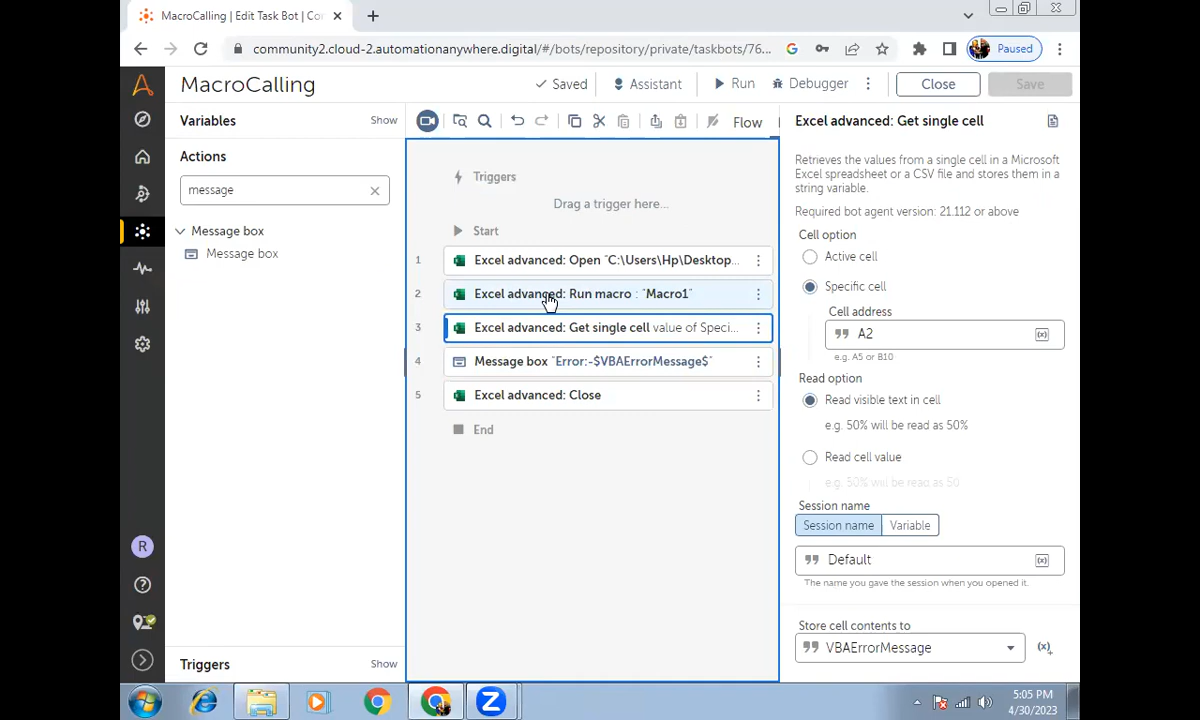 MacroCalling | Edit Task Bot | Co
community2.cloud-2.automationanywhere.digital/#/bots/repository/private/taskbots/76...
Paused
MacroCalling
Saved
Assistant
Run
Debugger
Close
Save
Variables
Show
Flow
Actions
message
Message box
Message box
Triggers
Show
Triggers
Drag a trigger here...
Start
1 Excel advanced: Open "C:\Users\Hp\Desktop...
2 Excel advanced: Run macro : "Macro1"
3 Excel advanced: Get single cell value of Speci...
4 Message box "Error:-$VBAErrorMessage$"
5 Excel advanced: Close
End
Excel advanced: Get single cell
Retrieves the values from a single cell in a Microsoft
Excel spreadsheet or a CSV file and stores them in a
string variable.
Required bot agent version: 21.112 or above
Cell option
Active cell
Specific cell
Cell address
A2
e.g. A5 or B10
Read option
Read visible text in cell
e.g. 50% will be read as 50%
Read cell value
e.g. 50% will be read as 50
Session name
Session name Variable
Default
The name you gave the session when you opened it.
Store cell contents to
VBAErrorMessage
R
5:05 PM
4/30/2023